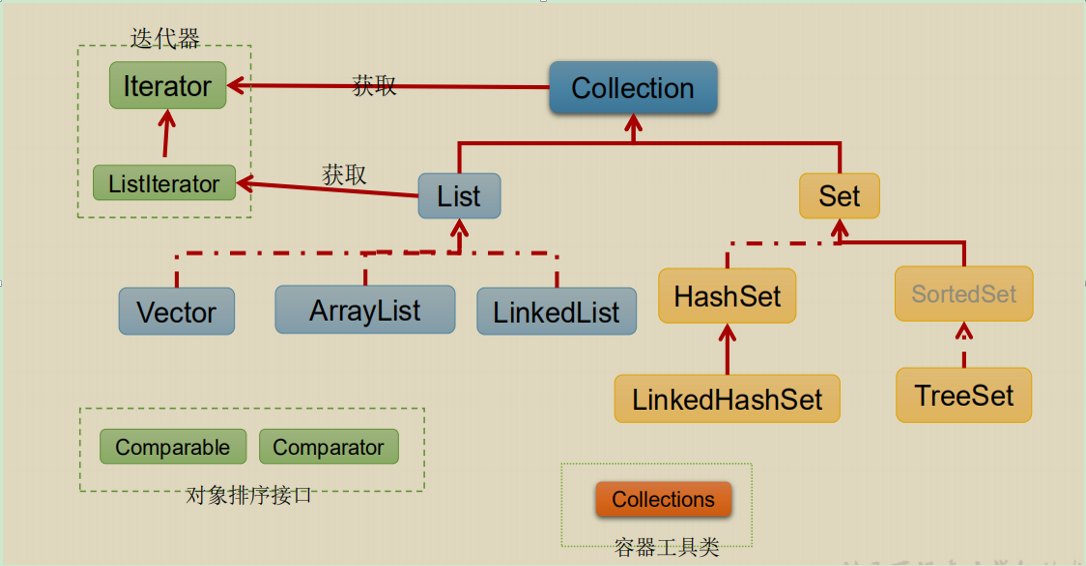 迭代器
Iterator
获取
Collection
ListIterator
获取
List
Set
Vector
ArrayList
LinkedList
HashSet
SortedSet
LinkedHashSet
TreeSet
Comparable
Comparator
对象排序接口
Collections
容器工具类